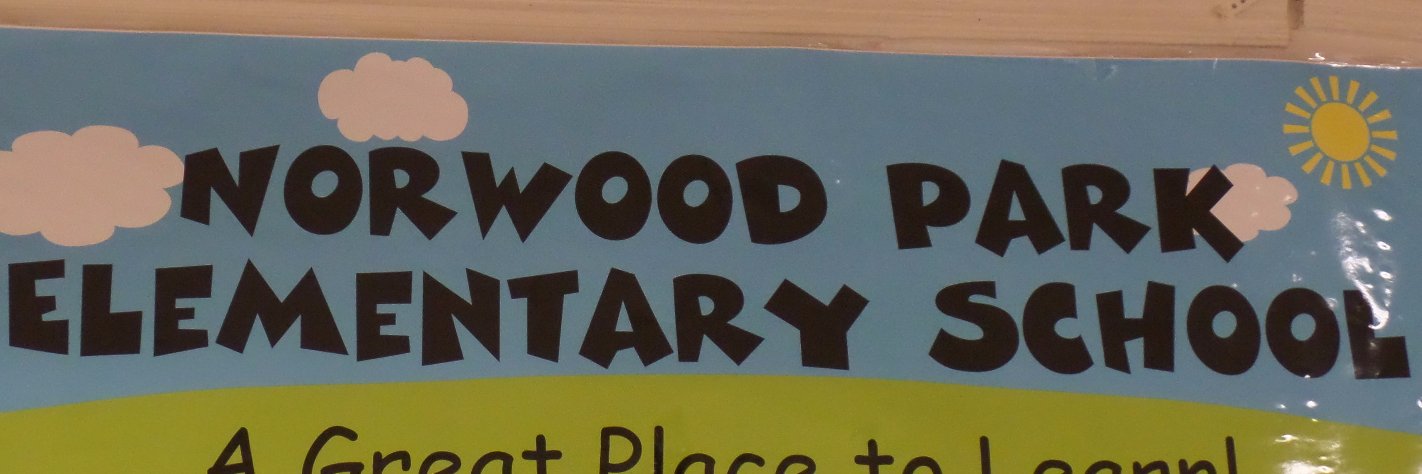 NORWOOD PARK
ELEMENTARY SCHOOL
A Great Place to Learn!